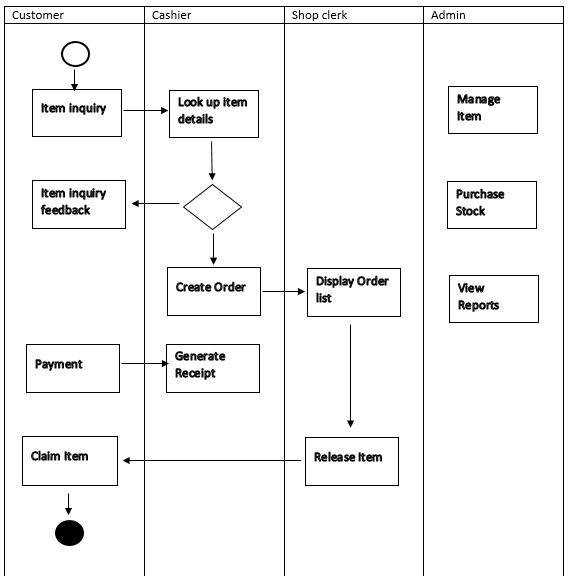 Customer
Cashier
Shop clerk
Admin
Item inquiry
Look up item
details
Manage
Item
Item inquiry
feedback
Purchase
Stock
Create Order
Display Order
list
View
Reports
Payment
Generate
Receipt
Claim Item
Release Item